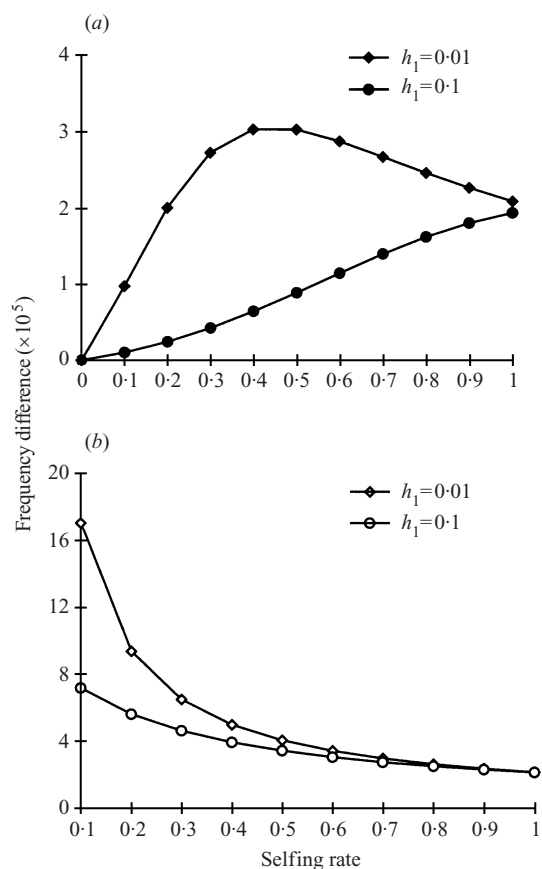 (a)
4
3
2
1
0
h₁=0·01
h₁=0·1
0 0·1 0·2 0·3 0·4 0·5 0·6 0·7 0·8 0·9 1
Frequency difference (×10⁵)
(b)
20
16
12
8
4
0
h₁=0·01
h₁=0·1
0·1 0·2 0·3 0·4 0·5 0·6 0·7 0·8 0·9 1
Selfing rate